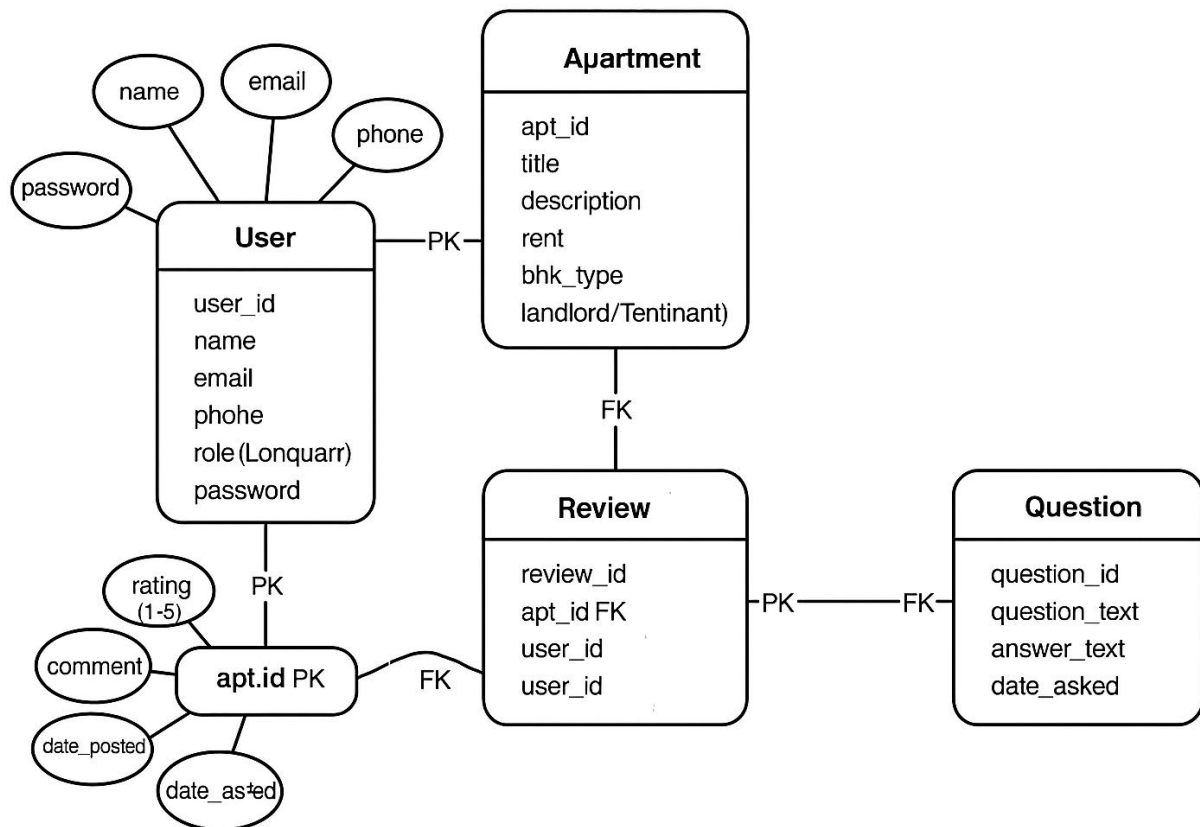 name
email
phone
password
User
user_id
name
email
phohe
role (Lonquarr)
password
PK
Aµartment
apt_id
title
description
rent
bhk_type
landlord/Tentinant)
FK
PK
rating
(1-5)
comment
date_posted
date_asted
apt.id PK
FK
Review
review_id
apt_id FK
user_id
user_id
PK
FK
Question
question_id
question_text
answer_text
date_asked